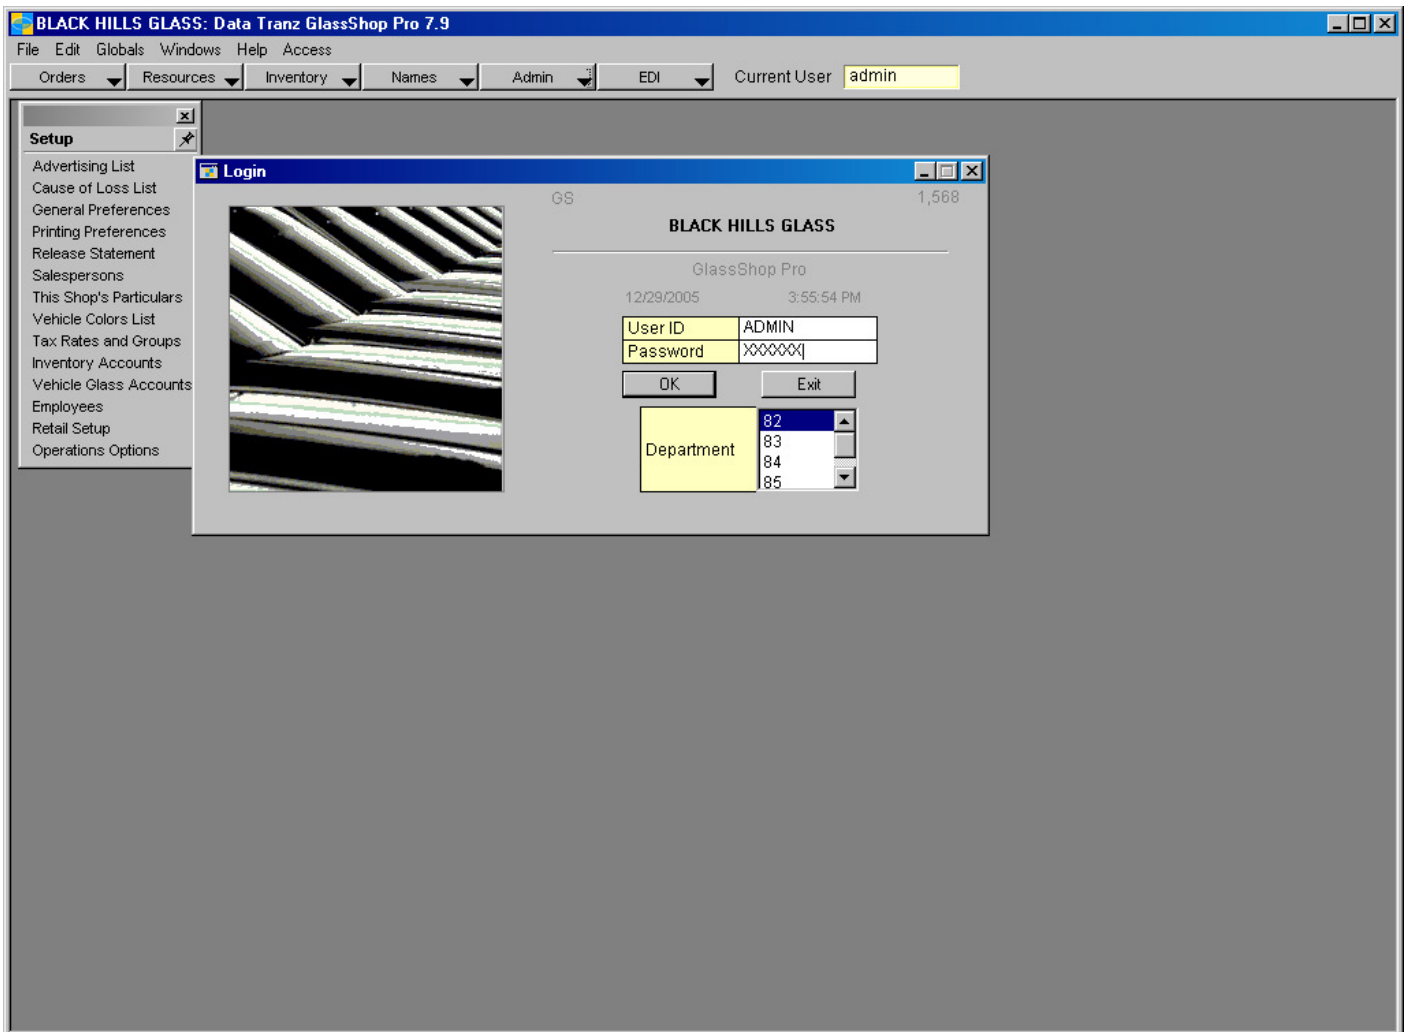 BLACK HILLS GLASS: Data Tranz GlassShop Pro 7.9
File Edit Globals Windows Help Access
Orders Resources Inventory Names Admin EDI Current User admin
Setup
Advertising List
Cause of Loss List
General Preferences
Printing Preferences
Release Statement
Salespersons
This Shop's Particulars
Vehicle Colors List
Tax Rates and Groups
Inventory Accounts
Vehicle Glass Accounts
Employees
Retail Setup
Operations Options
Login
GS 1,568
BLACK HILLS GLASS
GlassShop Pro
12/29/2005 3:55:54 PM
User ID ADMIN
Password XXXXXX
OK Exit
Department
82
83
84
85